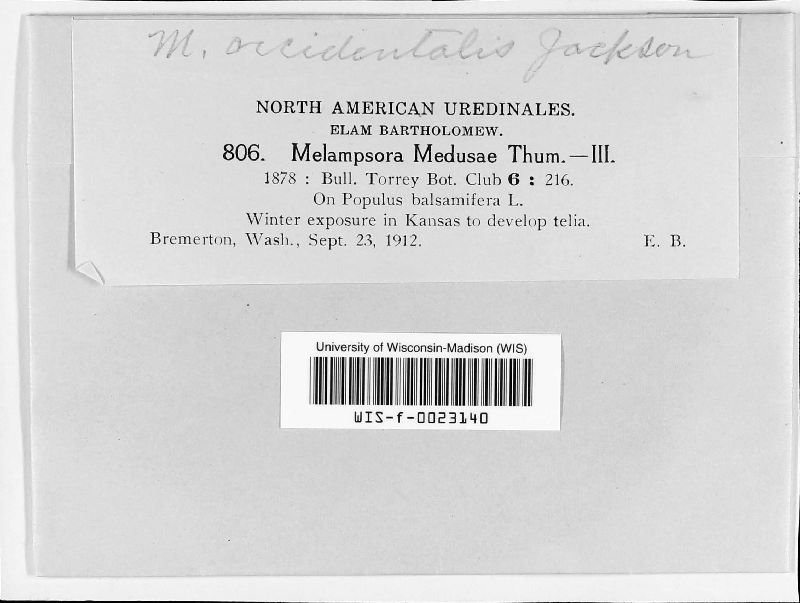 M. occidentalis Jackson
NORTH AMERICAN UREDINALES.
ELAM BARTHOLOMEW.
806. Melampsora Medusae Thum.—III.
1878 : Bull. Torrey Bot. Club 6 : 216.
On Populus balsamifera L.
Winter exposure in Kansas to develop telia.
Bremerton, Wash., Sept. 23, 1912. E. B.
University of Wisconsin-Madison (WIS)
WIS-f-0023140